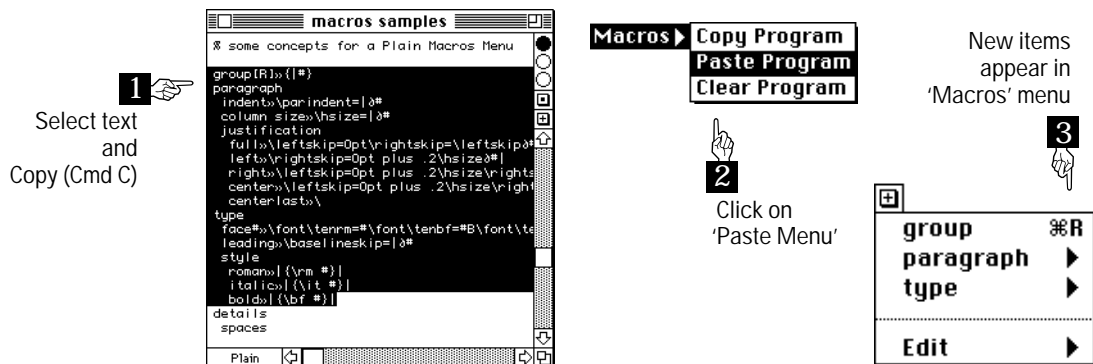 1
Select text
and
Copy (Cmd C)
macros samples
% some concepts for a Plain Macros Menu
group[R]»{|#}
paragraph
indent»\parindent=|∂#
column size»\hsize=|∂#
justification
full»\leftskip=0pt\rightskip=\leftskip∂#
left»\rightskip=0pt plus .2\hsize∂#|
right»\leftskip=0pt plus .2\hsize\rights
center»\leftskip=0pt plus .2\hsize\right
centerlast»\
type
face#»\font\tenrm=#\font\tenbf=#B\font\te
leading»\baselineskip=|∂#
style
roman»|{\rm #}|
italic»|{\it #}|
bold»|{\bf #}|
details
spaces
Plain
Macros
Copy Program
Paste Program
Clear Program
2
Click on
'Paste Menu'
New items
appear in
'Macros' menu
3
group ⌘R
paragraph
type
Edit